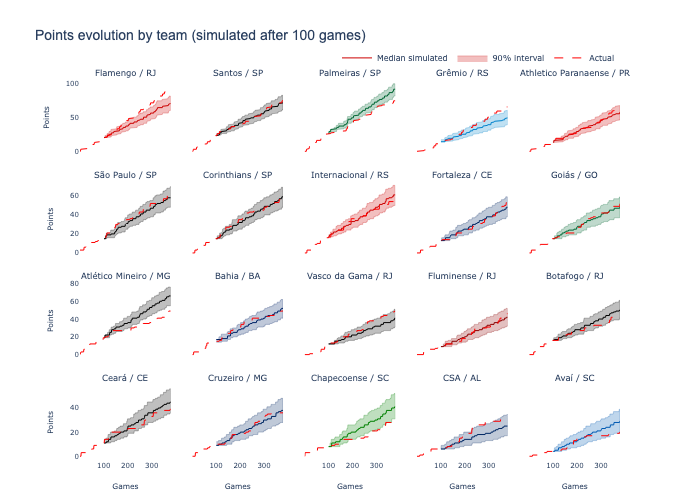 Points evolution by team (simulated after 100 games)
Median simulated 90% interval Actual
Flamengo / RJ Santos / SP Palmeiras / SP Grêmio / RS Athletico Paranaense / PR
100
50
0
Points
São Paulo / SP Corinthians / SP Internacional / RS Fortaleza / CE Goiás / GO
60
40
20
0
Points
Atlético Mineiro / MG Bahia / BA Vasco da Gama / RJ Fluminense / RJ Botafogo / RJ
80
60
40
20
0
Points
Ceará / CE Cruzeiro / MG Chapecoense / SC CSA / AL Avaí / SC
40
20
0
Points
100 200 300 100 200 300 100 200 300 100 200 300 100 200 300
Games Games Games Games Games